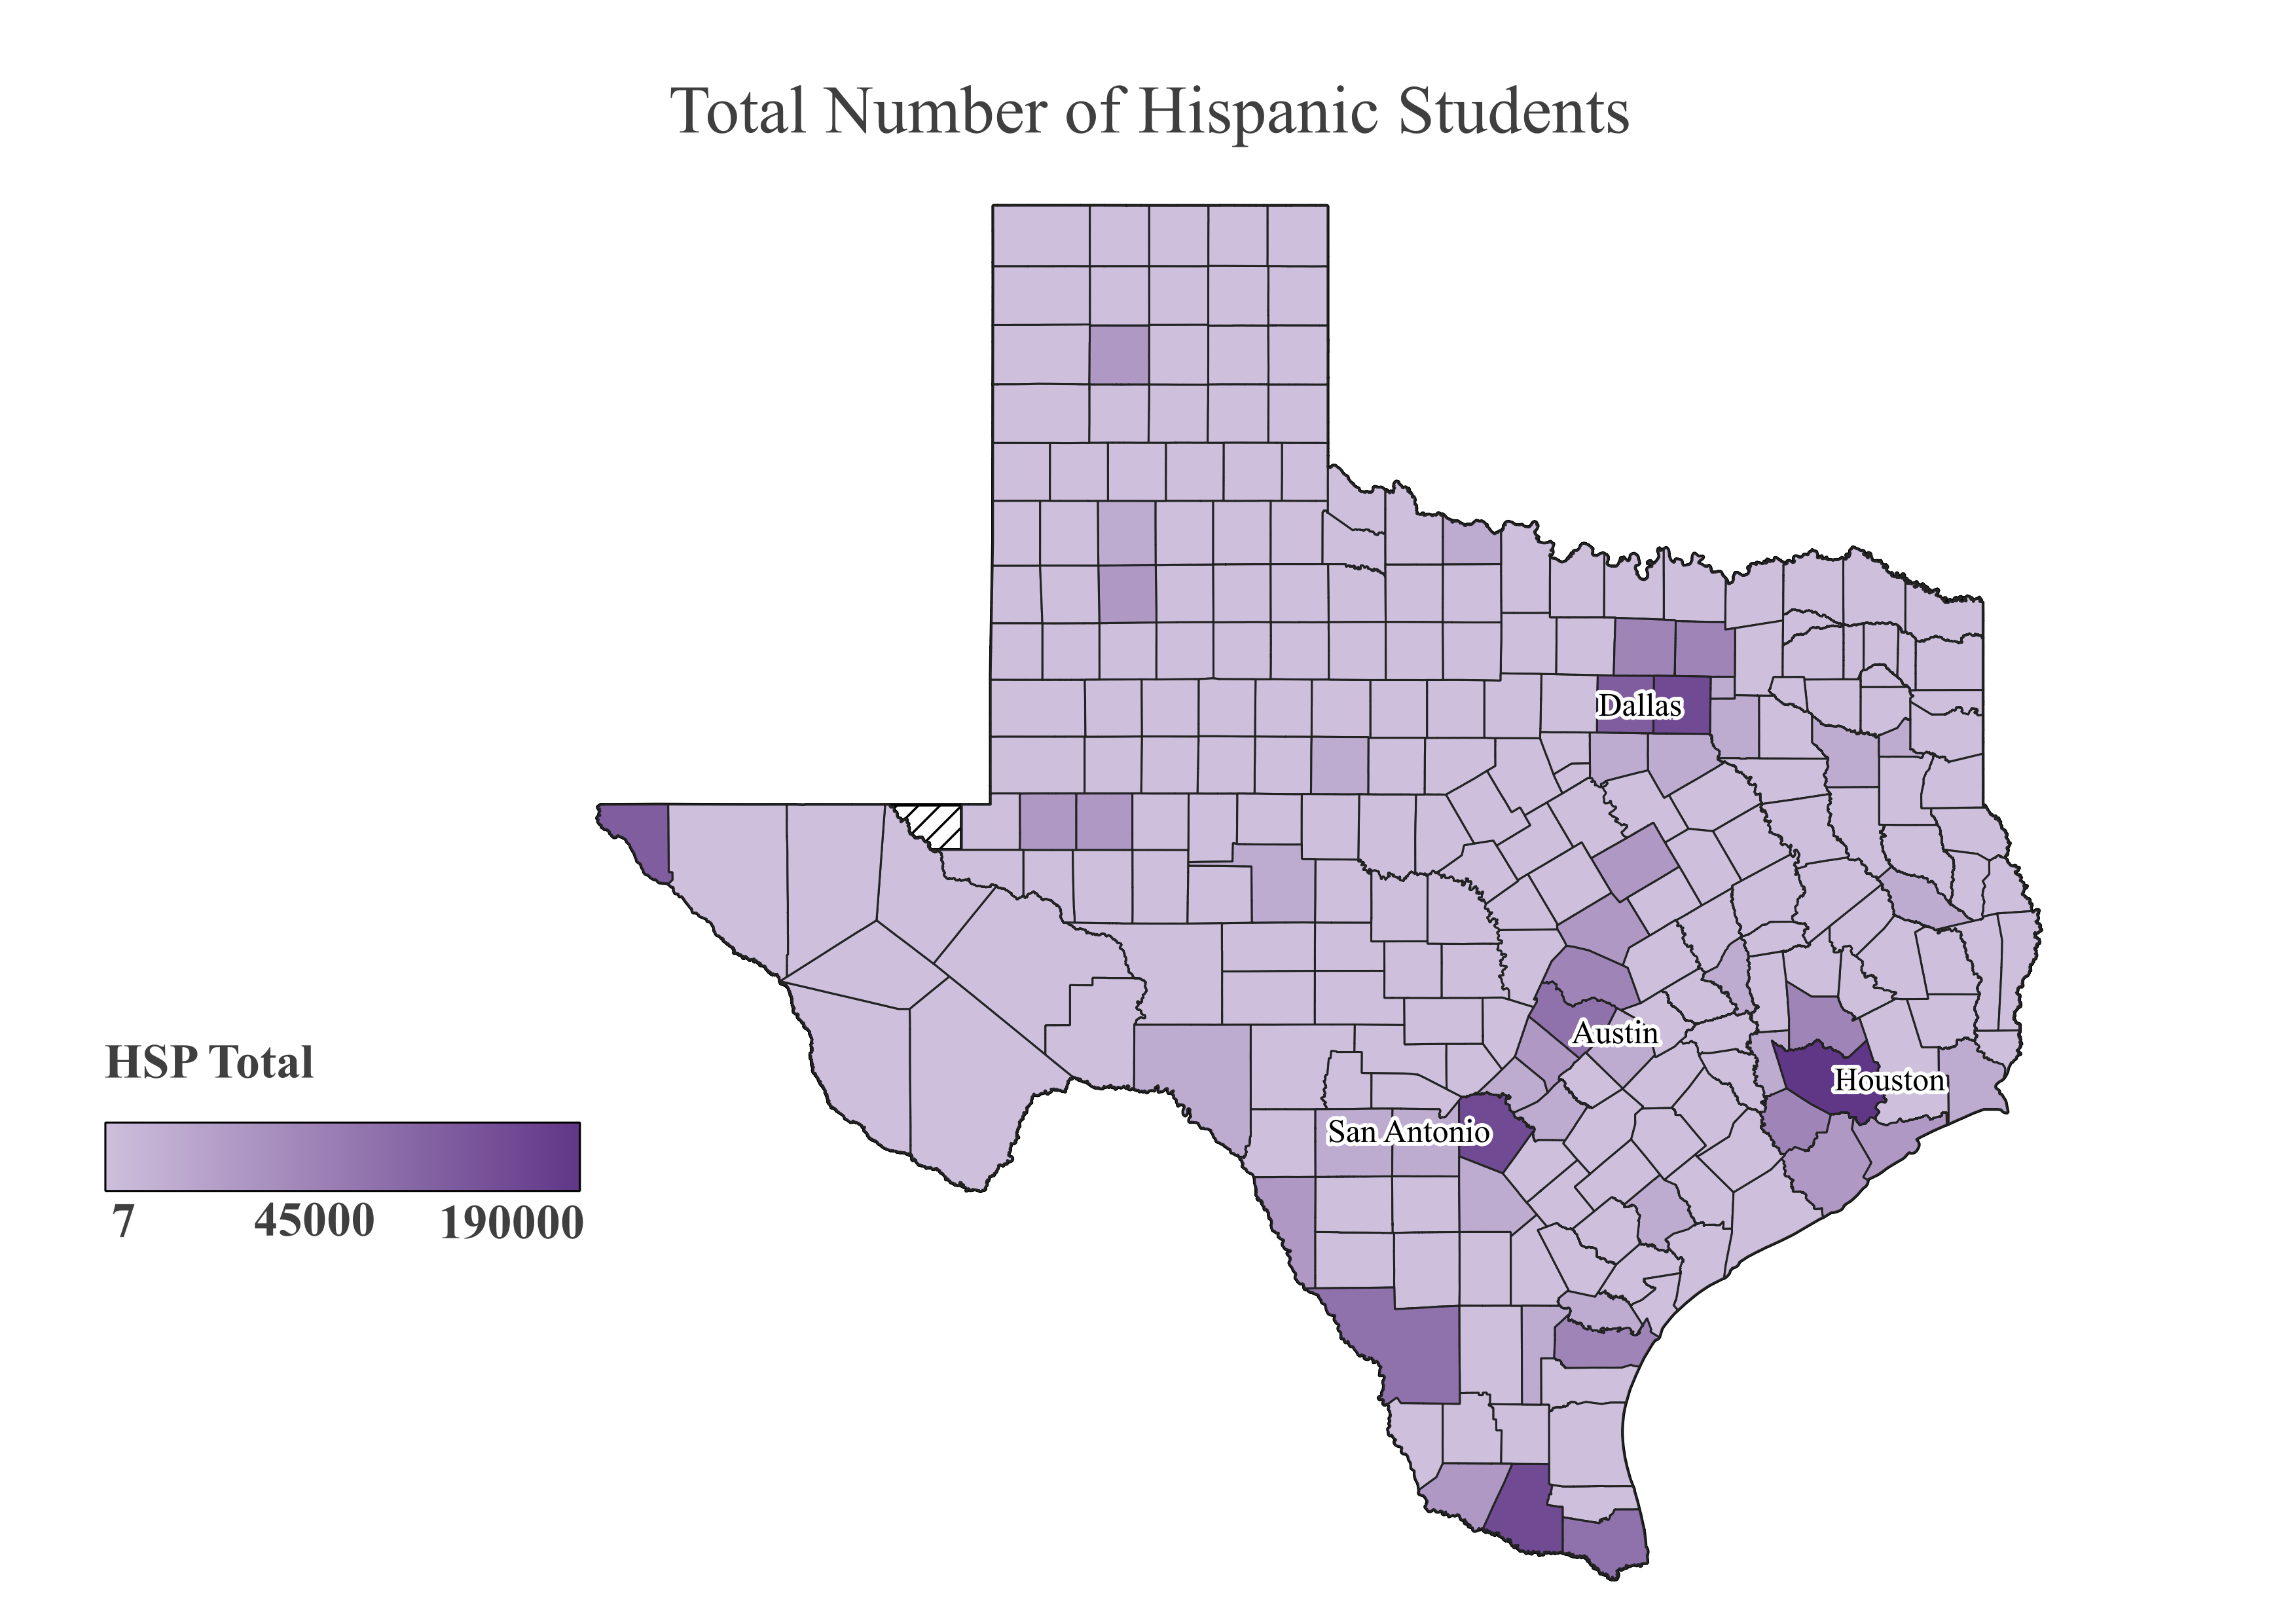 Total Number of Hispanic Students
Dallas
Austin
Houston
San Antonio
HSP Total
7 45000 190000